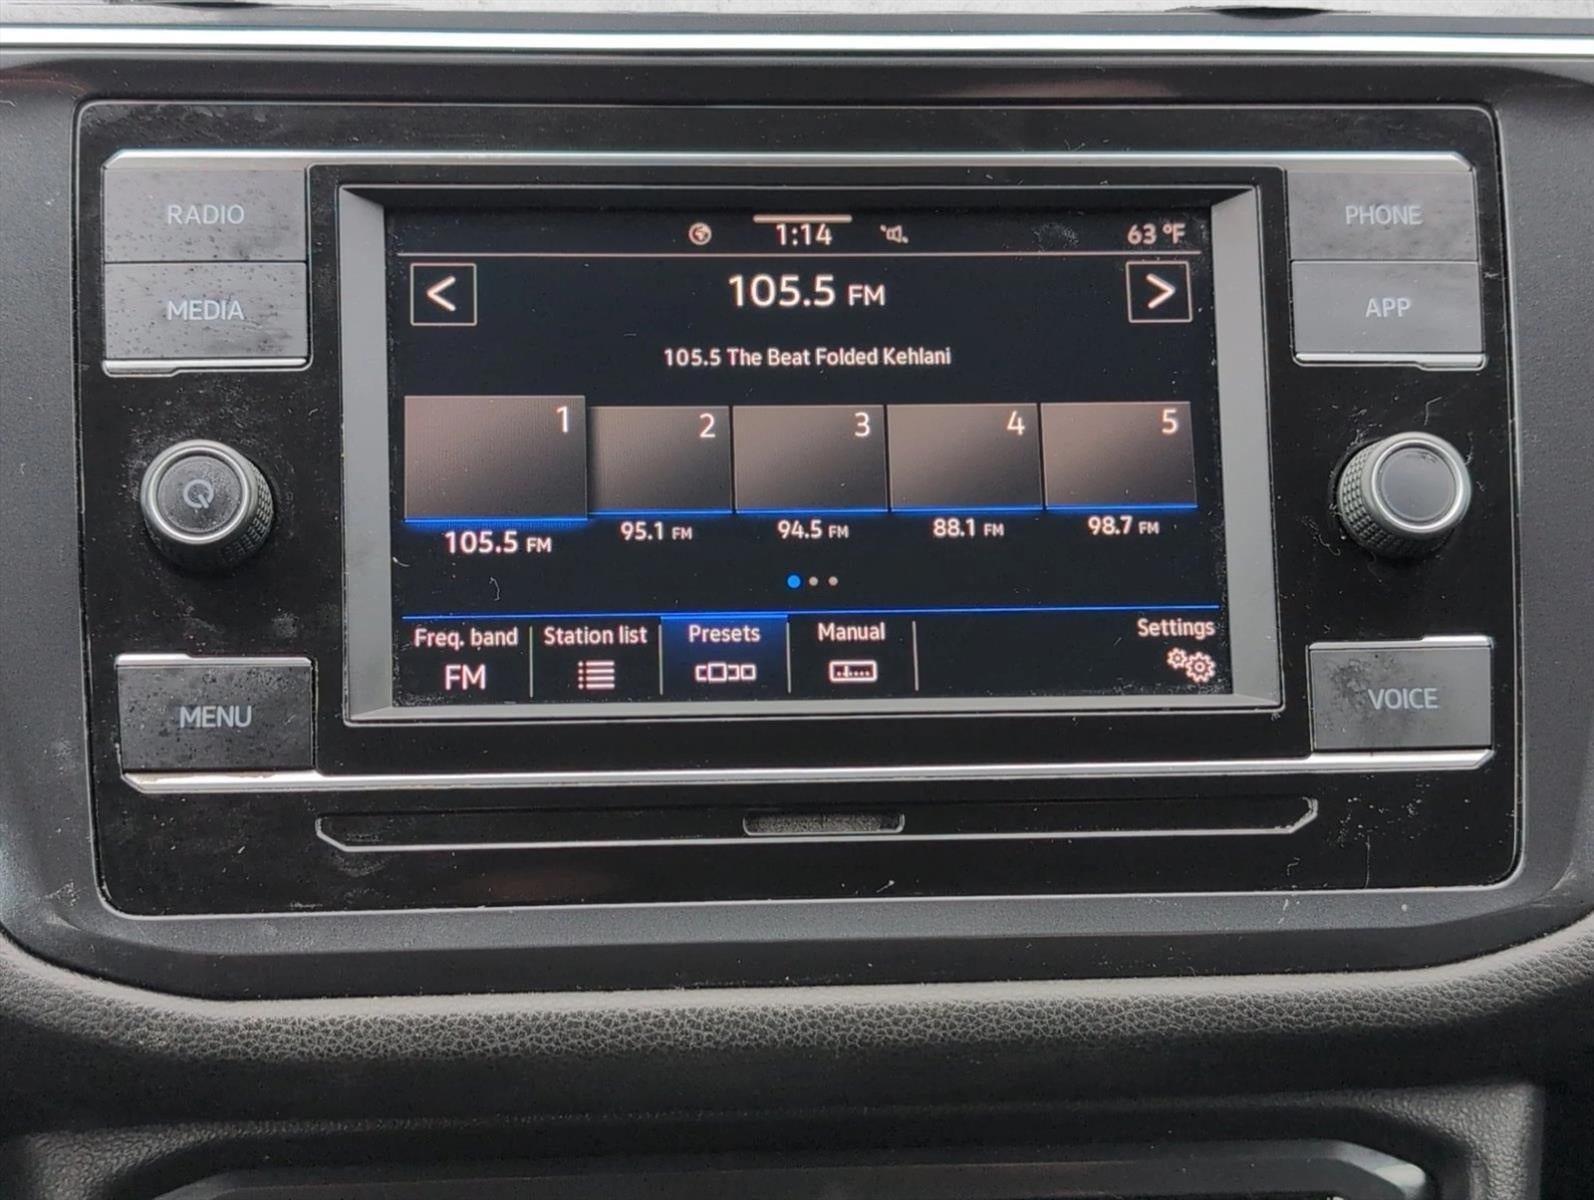 RADIO
MEDIA
MENU
PHONE
APP
VOICE
1:14
63 °F
<
105.5 FM
>
105.5 The Beat Folded Kehlani
1
2
3
4
5
105.5 FM
95.1 FM
94.5 FM
88.1 FM
98.7 FM
Freq. band
FM
Station list
Presets
Manual
Settings